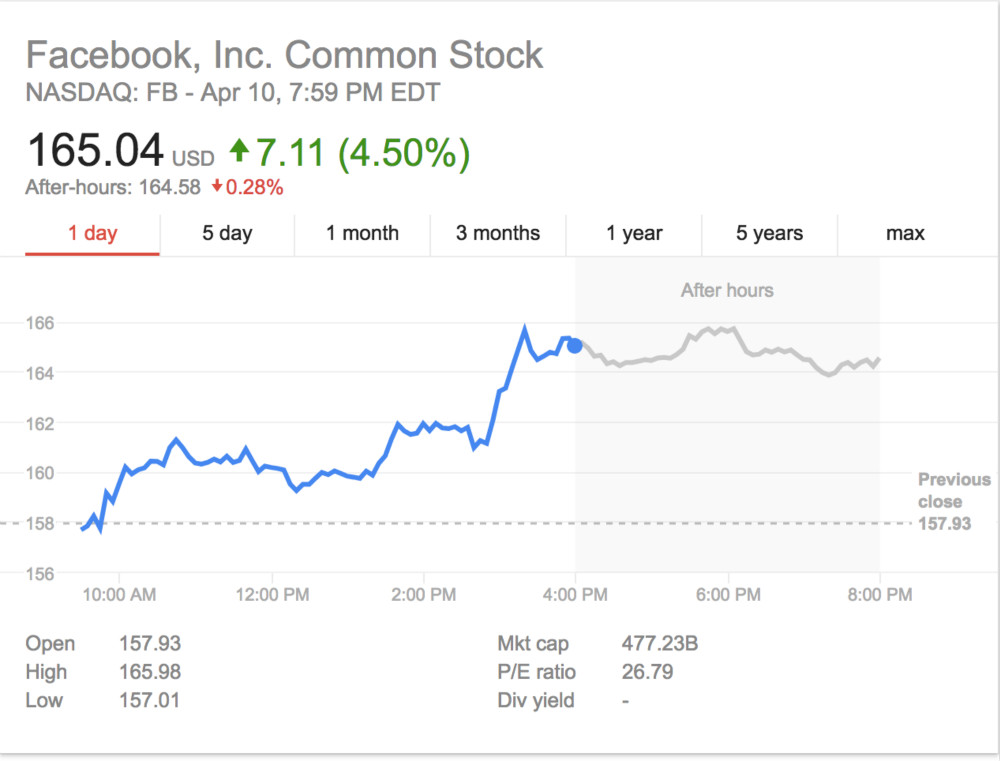 Facebook, Inc. Common Stock
NASDAQ: FB - Apr 10, 7:59 PM EDT
165.04 USD ↑7.11 (4.50%)
After-hours: 164.58 ↓0.28%
1 day 5 day 1 month 3 months 1 year 5 years max
After hours
166
164
162
160
Previous
close
158 157.93
156
10:00 AM 12:00 PM 2:00 PM 4:00 PM 6:00 PM 8:00 PM
Open 157.93 Mkt cap 477.23B
High 165.98 P/E ratio 26.79
Low 157.01 Div yield -